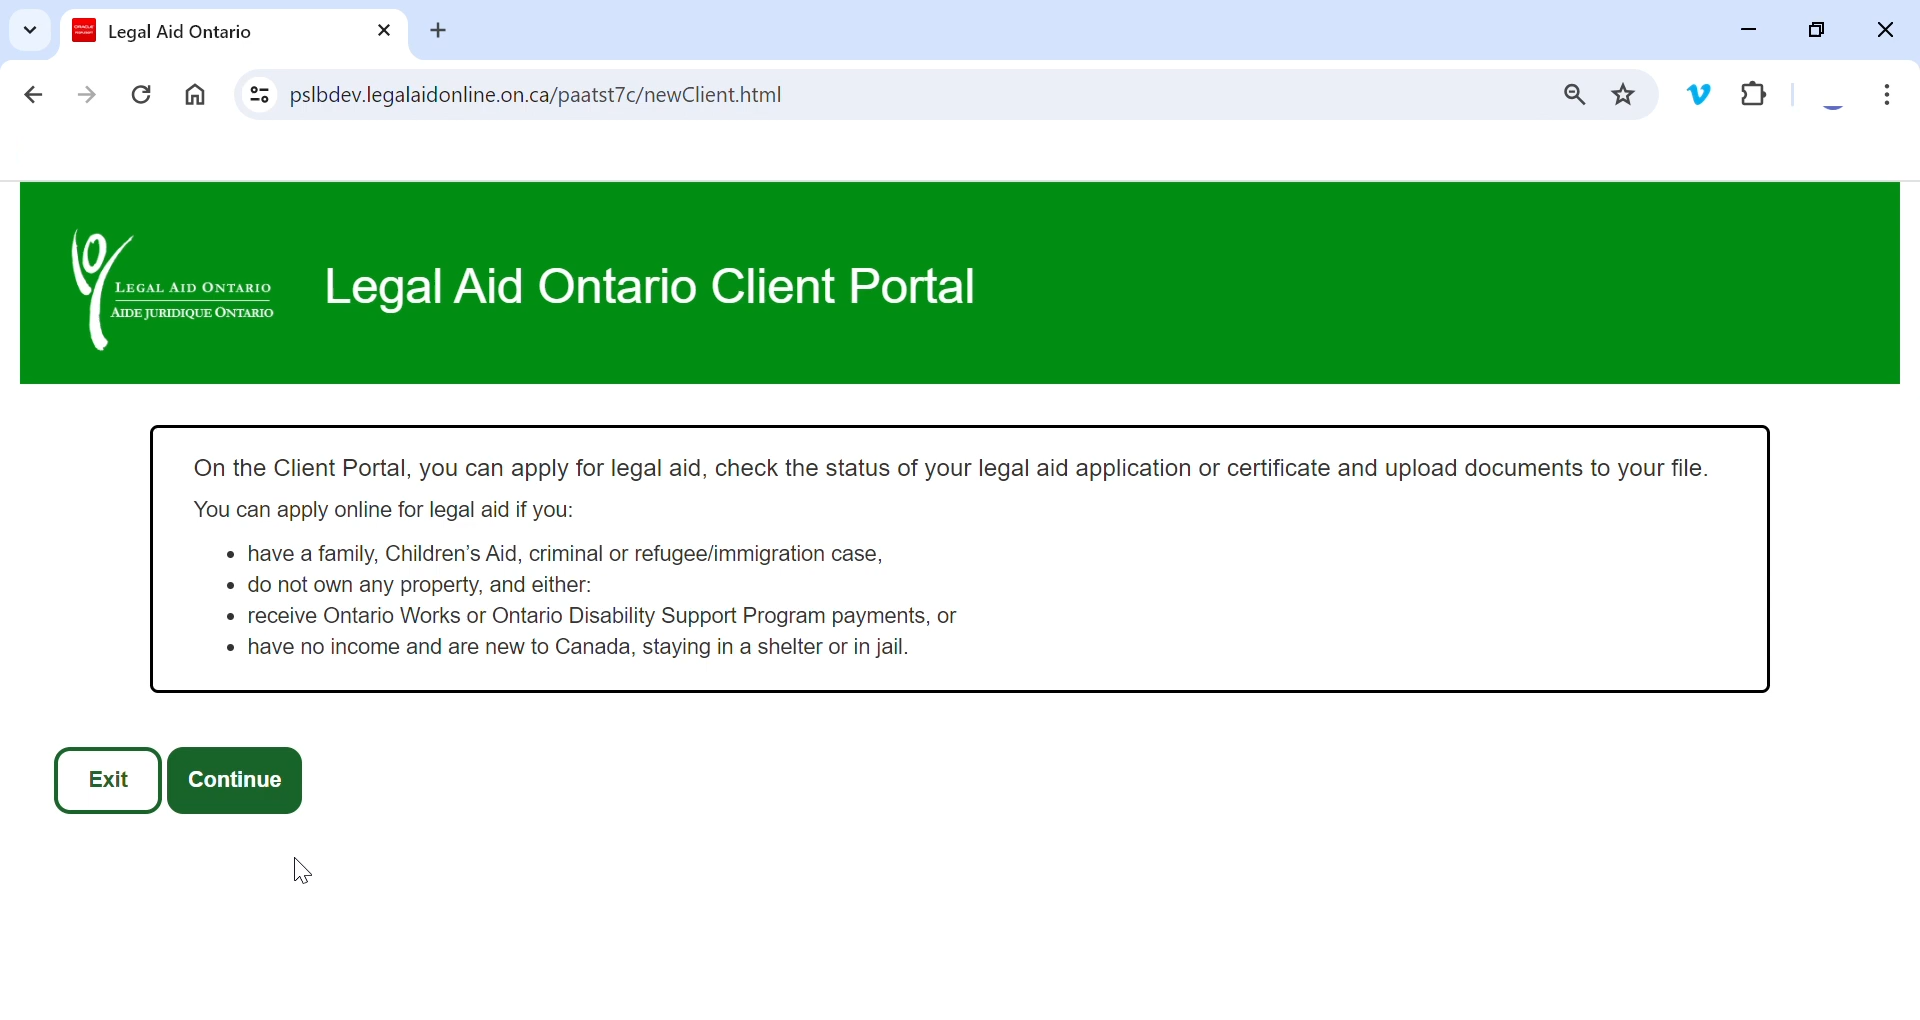 Legal Aid Ontario
pslbdev.legalaidonline.on.ca/paatst7c/newClient.html
LEGAL AID ONTARIO
AIDE JURIDIQUE ONTARIO
Legal Aid Ontario Client Portal
On the Client Portal, you can apply for legal aid, check the status of your legal aid application or certificate and upload documents to your file.
You can apply online for legal aid if you:
• have a family, Children’s Aid, criminal or refugee/immigration case,
• do not own any property, and either:
• receive Ontario Works or Ontario Disability Support Program payments, or
• have no income and are new to Canada, staying in a shelter or in jail.
Exit
Continue